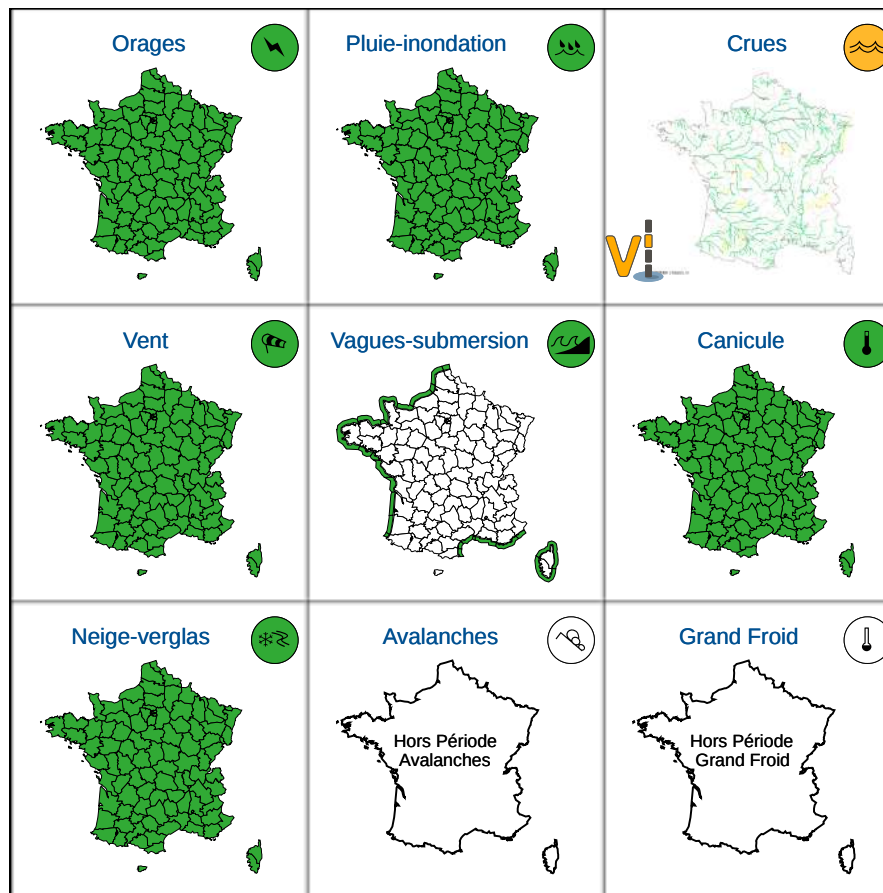 Orages
Pluie-inondation
Crues
Vi
Vent
Vagues-submersion
Canicule
Neige-verglas
Avalanches
Grand Froid
Hors Période
Avalanches
Hors Période
Grand Froid